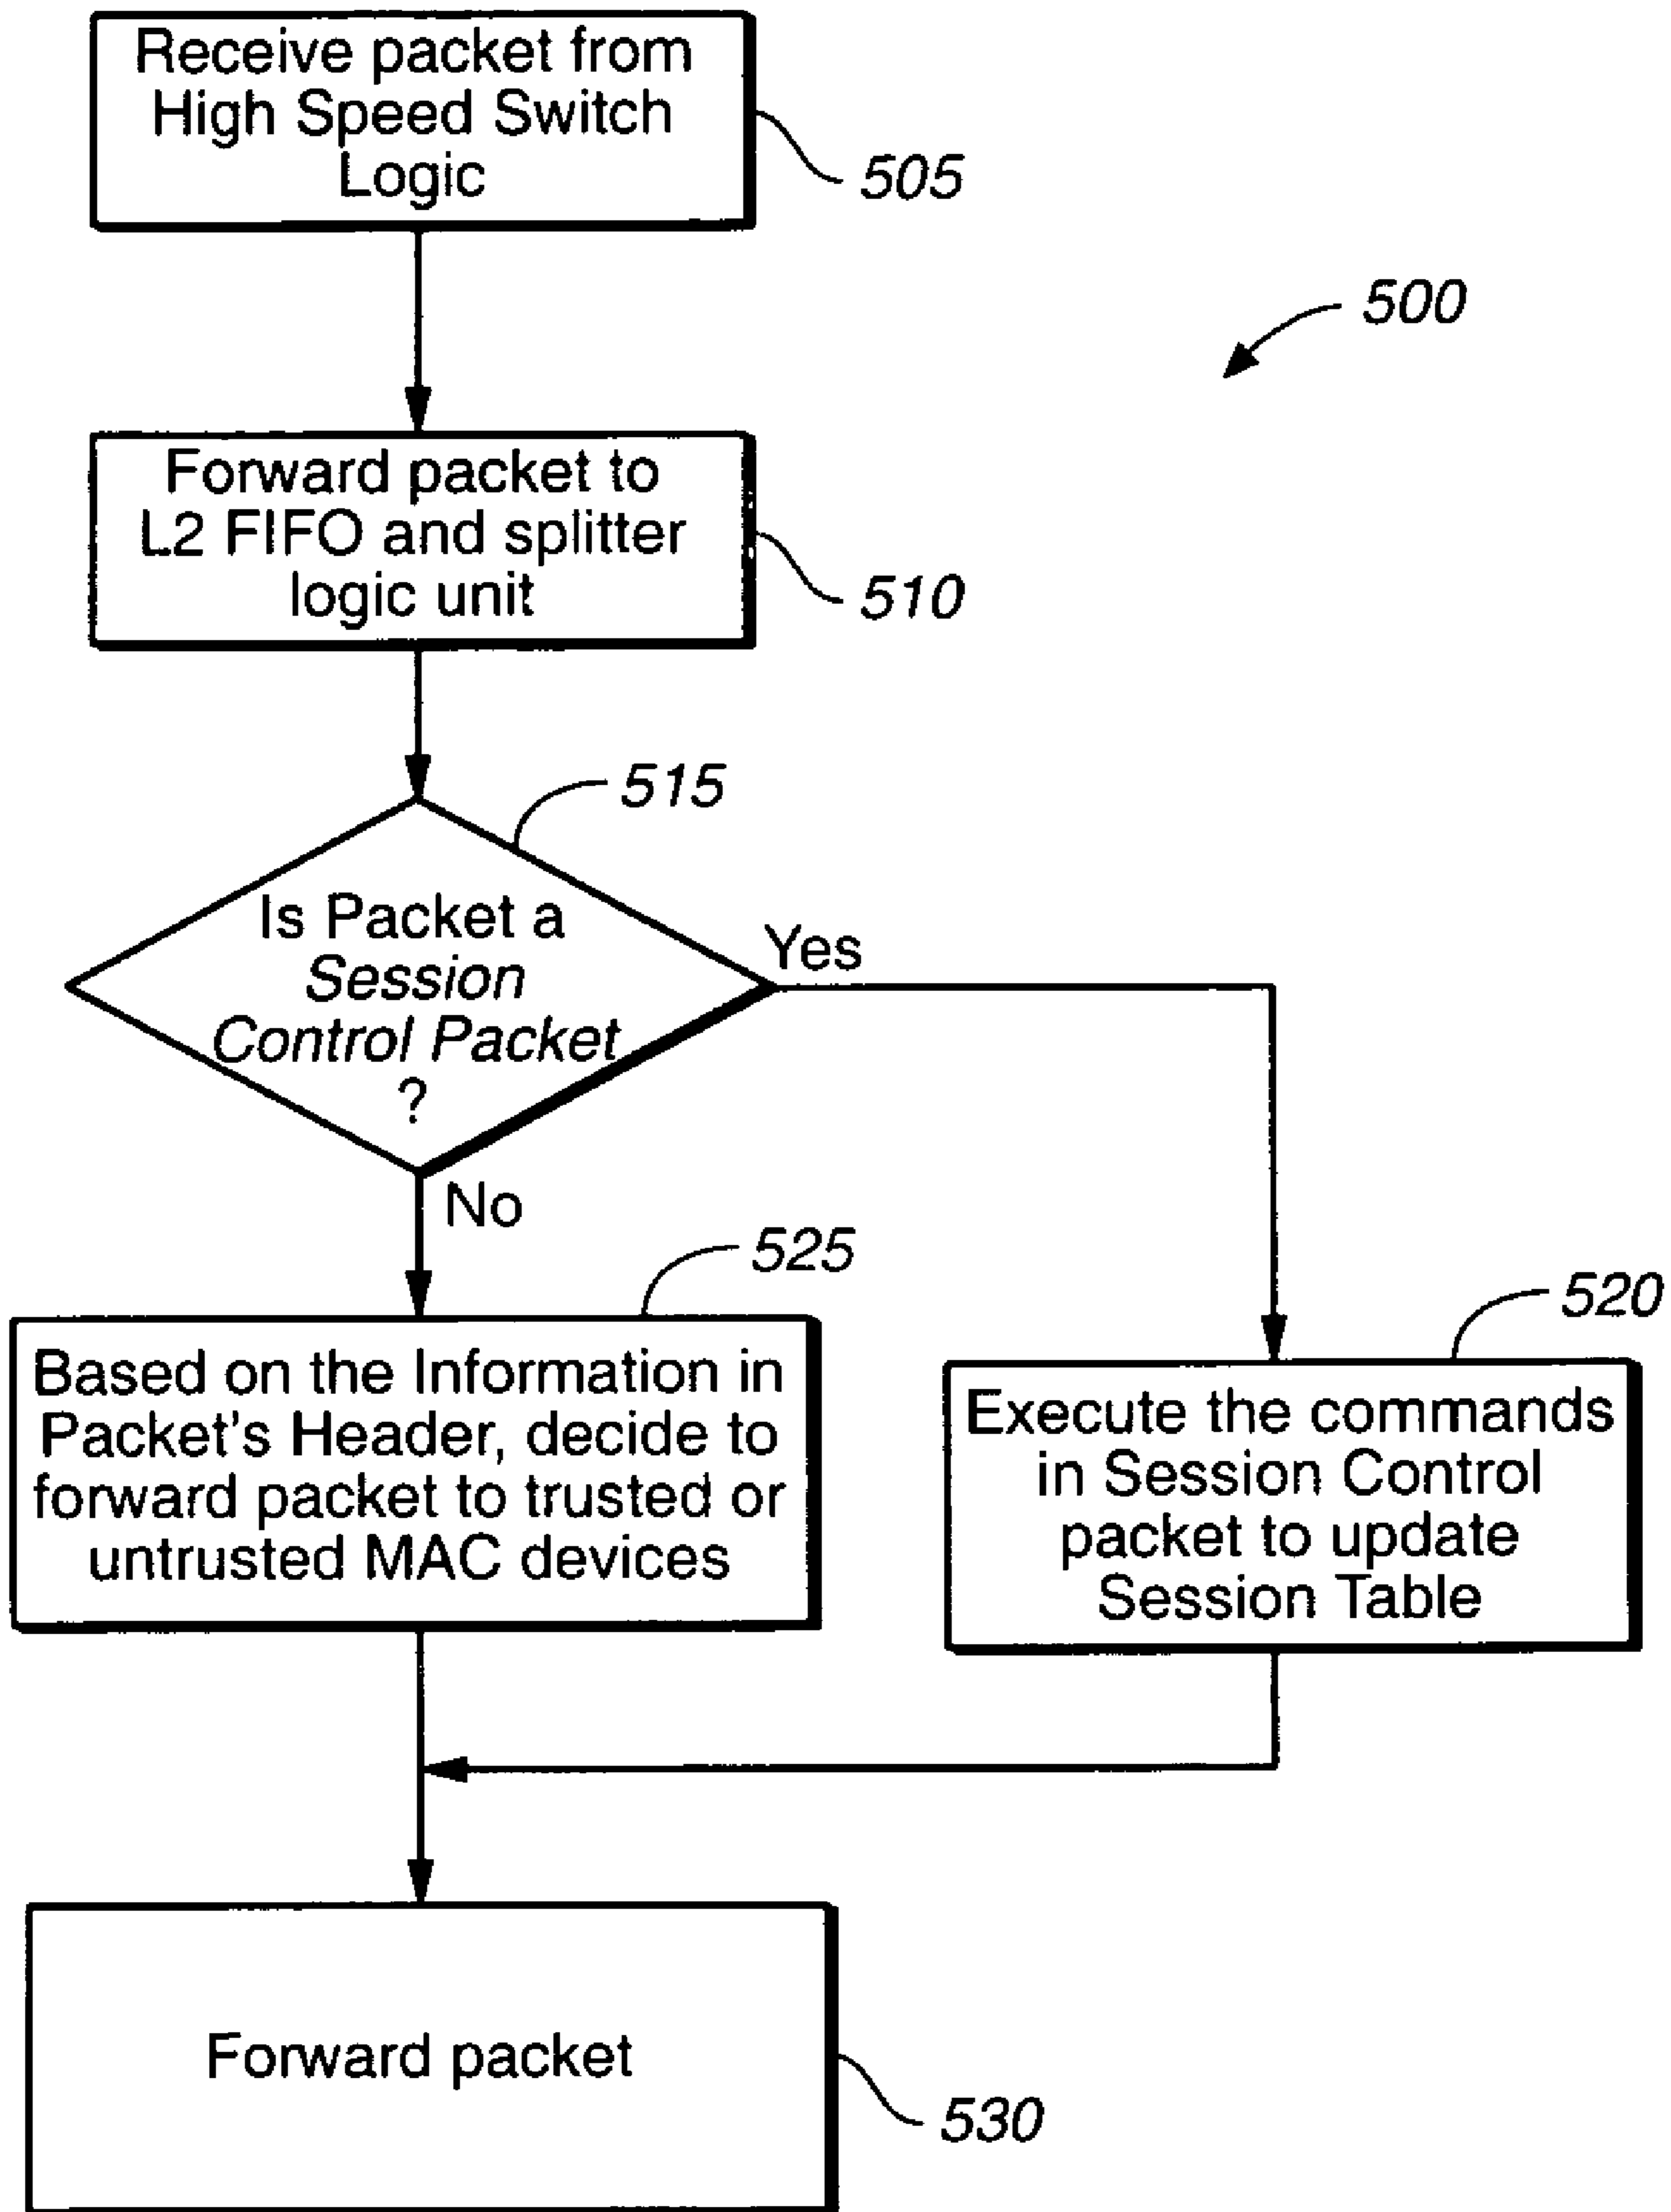 Receive packet from
High Speed Switch
Logic
505
500
Forward packet to
L2 FIFO and splitter
logic unit
510
515
Is Packet a
Session
Control Packet
?
Yes
No
525
Based on the Information in
Packet's Header, decide to
forward packet to trusted or
untrusted MAC devices
520
Execute the commands
in Session Control
packet to update
Session Table
Forward packet
530